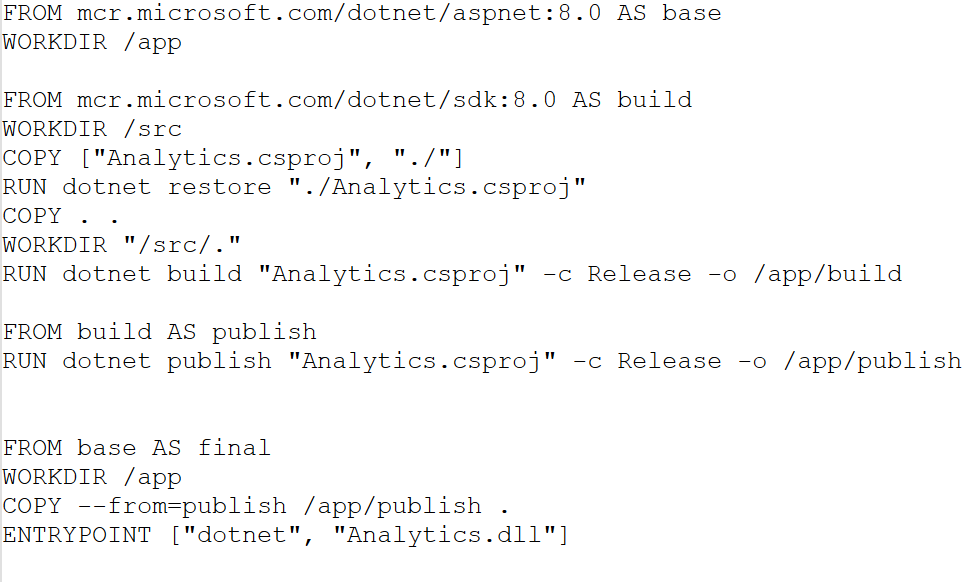 FROM mcr.microsoft.com/dotnet/aspnet:8.0 AS base
WORKDIR /app

FROM mcr.microsoft.com/dotnet/sdk:8.0 AS build
WORKDIR /src
COPY ["Analytics.csproj", "./"]
RUN dotnet restore "./Analytics.csproj"
COPY . .
WORKDIR "/src/."
RUN dotnet build "Analytics.csproj" -c Release -o /app/build

FROM build AS publish
RUN dotnet publish "Analytics.csproj" -c Release -o /app/publish


FROM base AS final
WORKDIR /app
COPY --from=publish /app/publish .
ENTRYPOINT ["dotnet", "Analytics.dll"]